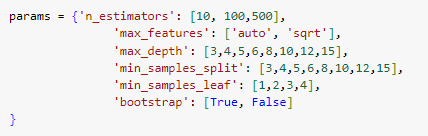 params = {'n_estimators': [10, 100,500],
'max_features': ['auto', 'sqrt'],
'max_depth': [3,4,5,6,8,10,12,15],
'min_samples_split': [3,4,5,6,8,10,12,15],
'min_samples_leaf': [1,2,3,4],
'bootstrap': [True, False]
}